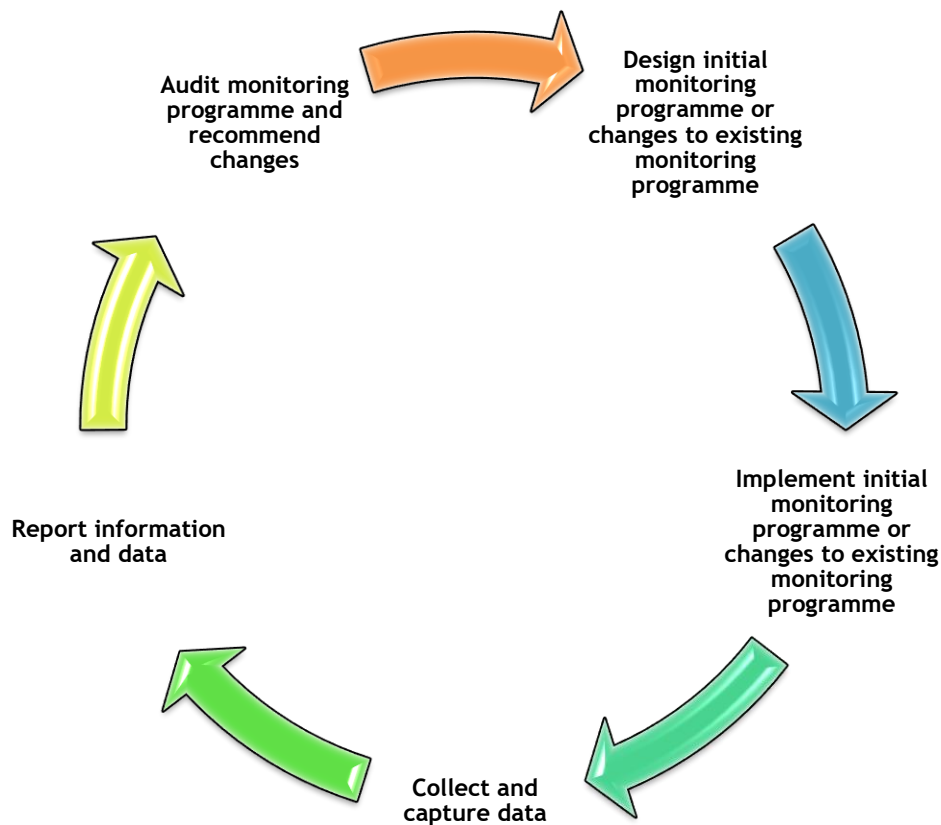 Audit monitoring
programme and
recommend
changes
Design initial
monitoring
programme or
changes to existing
monitoring
programme
Implement initial
monitoring
programme or
changes to existing
monitoring
programme
Collect and
capture data
Report information
and data